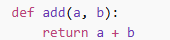 def add(a, b):
    return a + b